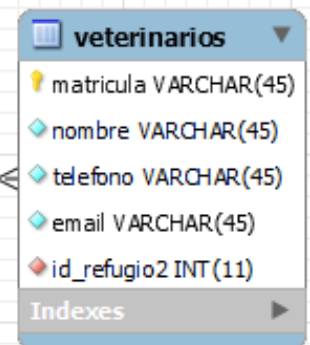 veterinarios
matricula VARCHAR(45)
nombre VARCHAR(45)
telefono VARCHAR(45)
email VARCHAR(45)
id_refugio2 INT(11)
Indexes